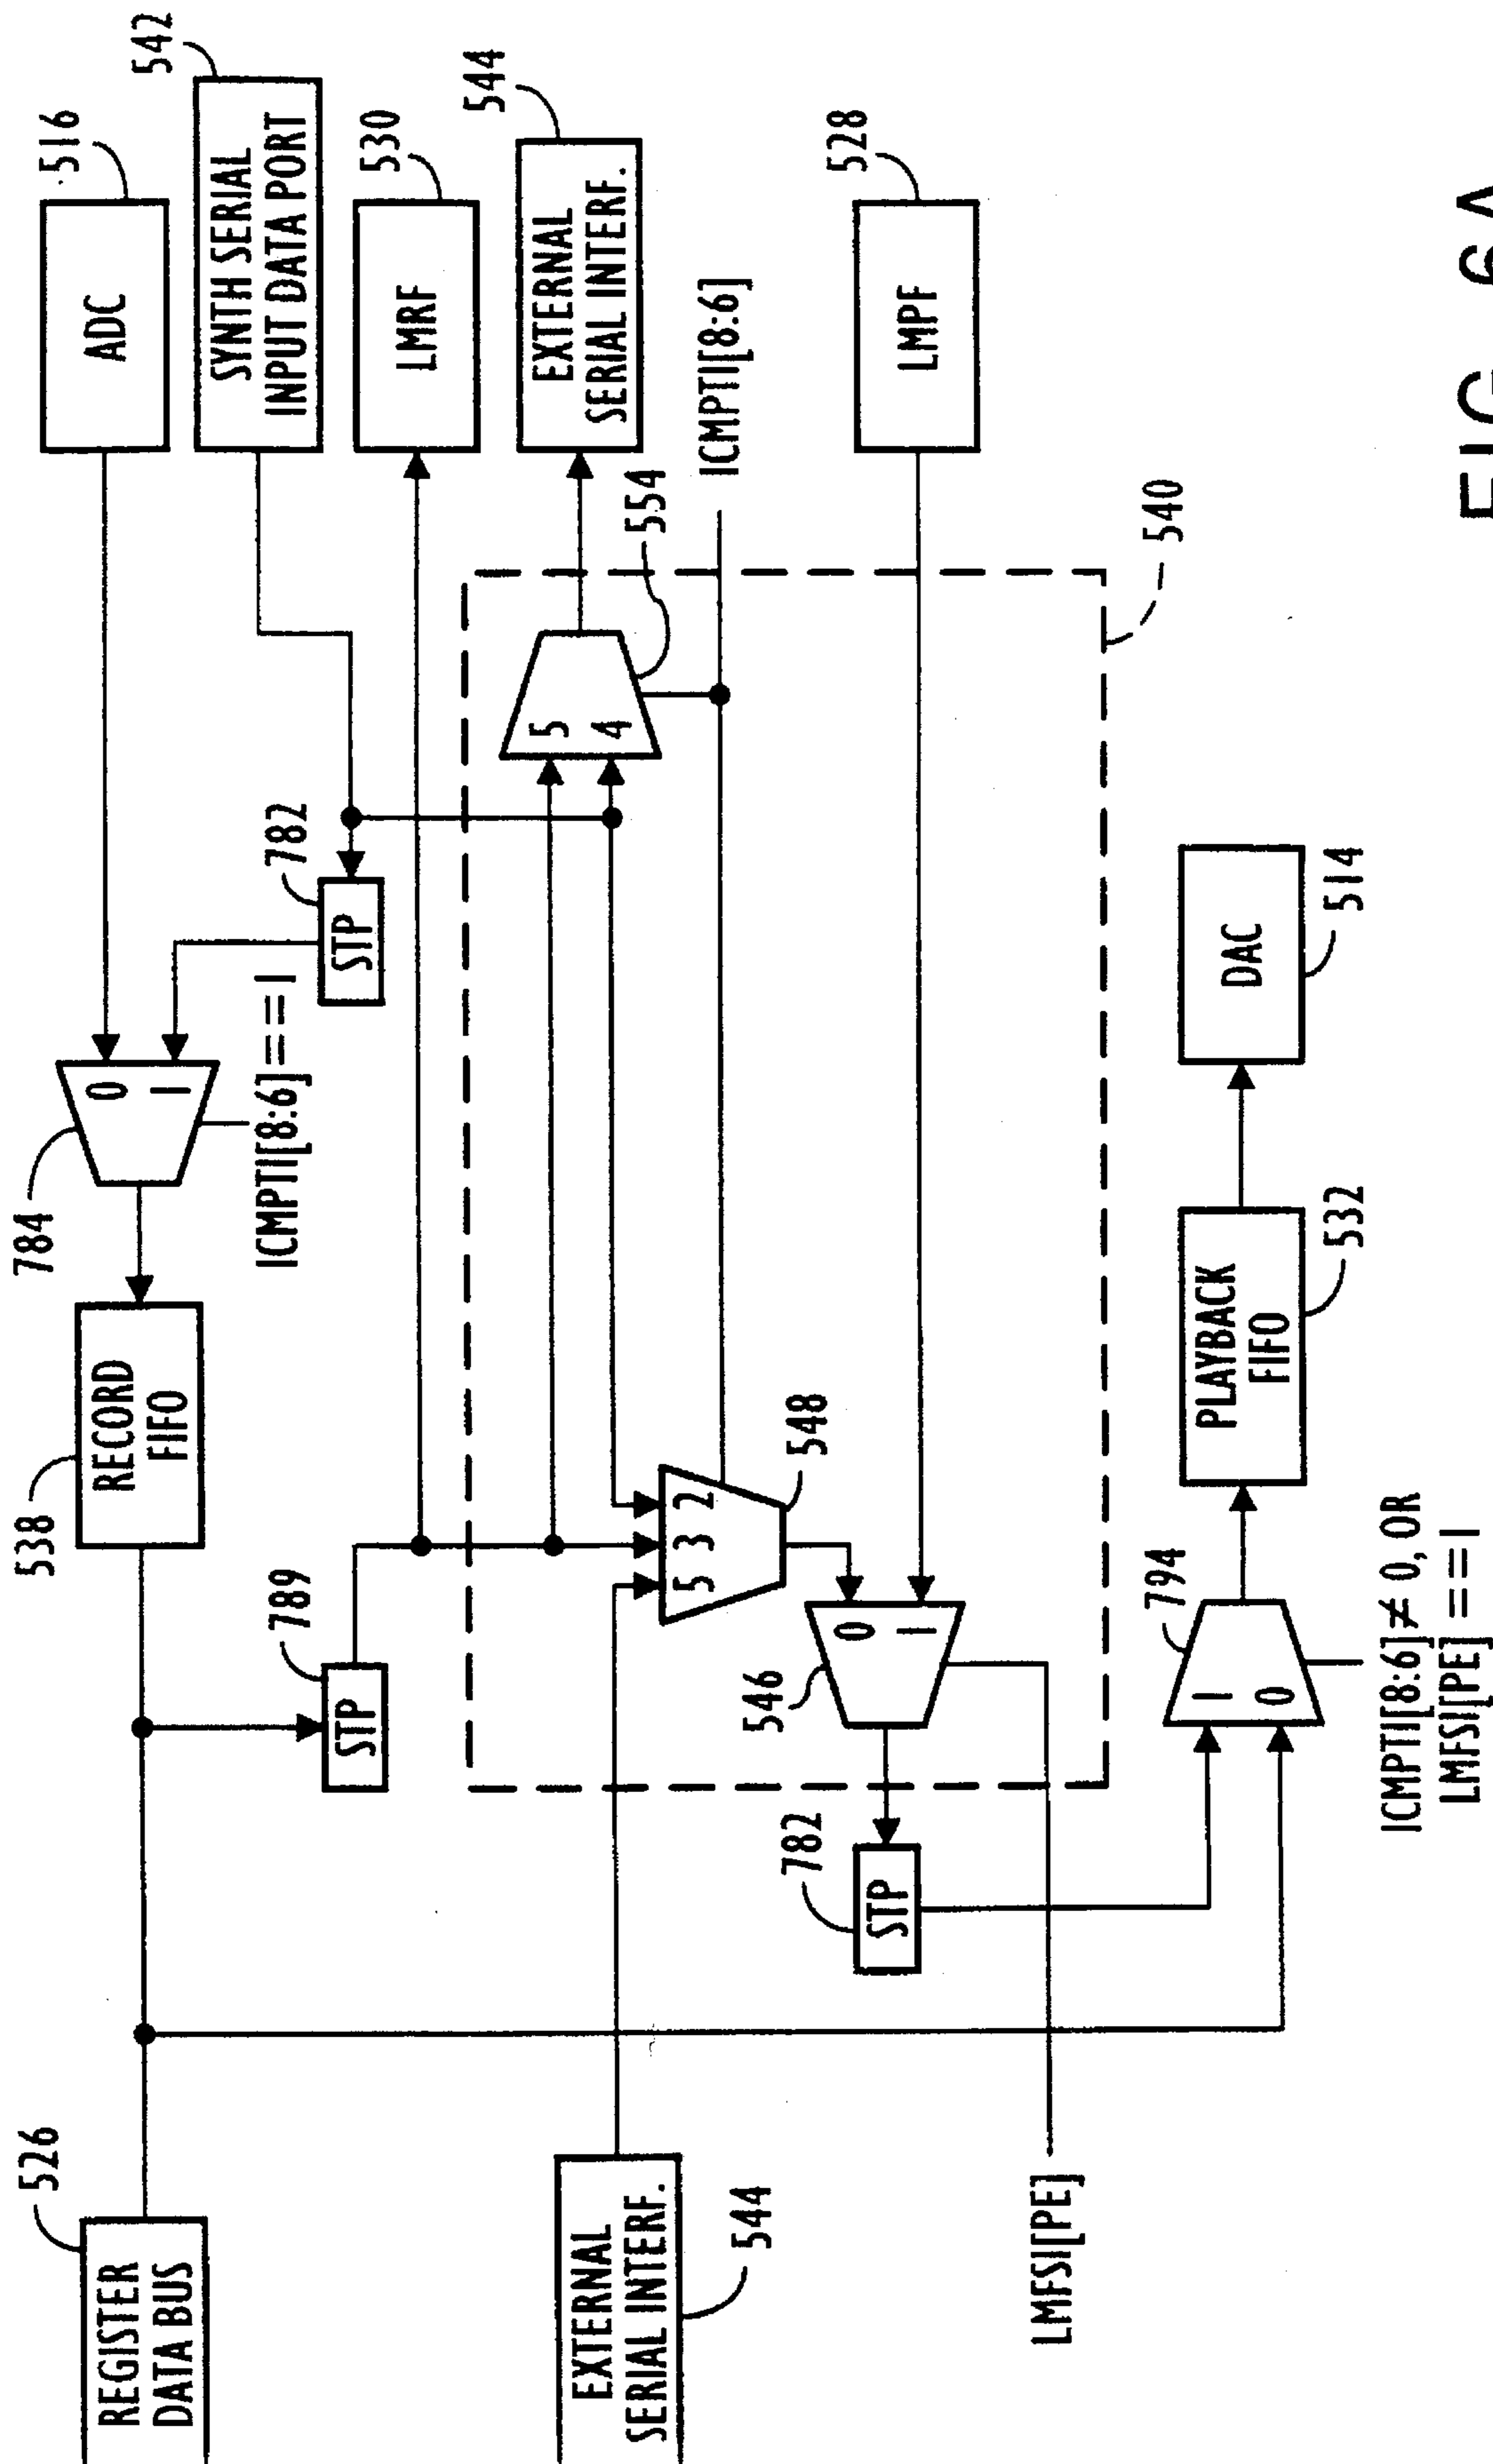 526
REGISTER
DATA BUS
538
RECORD
FIFO
784
0
1
ICMPTI[8:6]===1
516
ADC
542
SYNTH SERIAL
INPUT DATA PORT
789
STP
782
STP
530
LMRF
544
EXTERNAL
SERIAL INTERF.
544
EXTERNAL
SERIAL INTERF.
5
4
554
5 3 2
548
ICMPTI[8:6]
546
0
1
528
LMPF
782
STP
LMFSI[PE]
540
794
1
0
ICMPTI[8:6]≠0, OR
LMFSI[PE] ===1
PLAYBACK
FIFO
532
DAC
514
FIG. 6A